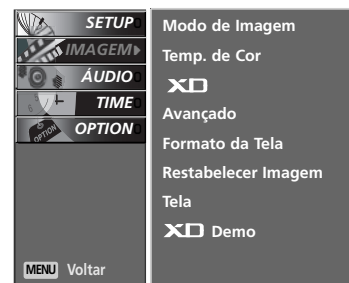 SETUP
IMAGEM
ÁUDIO
TIME
OPTION
OPTION
MENU Voltar
Modo de Imagem
Temp. de Cor
XD
Avançado
Formato da Tela
Restabelecer Imagem
Tela
XD Demo